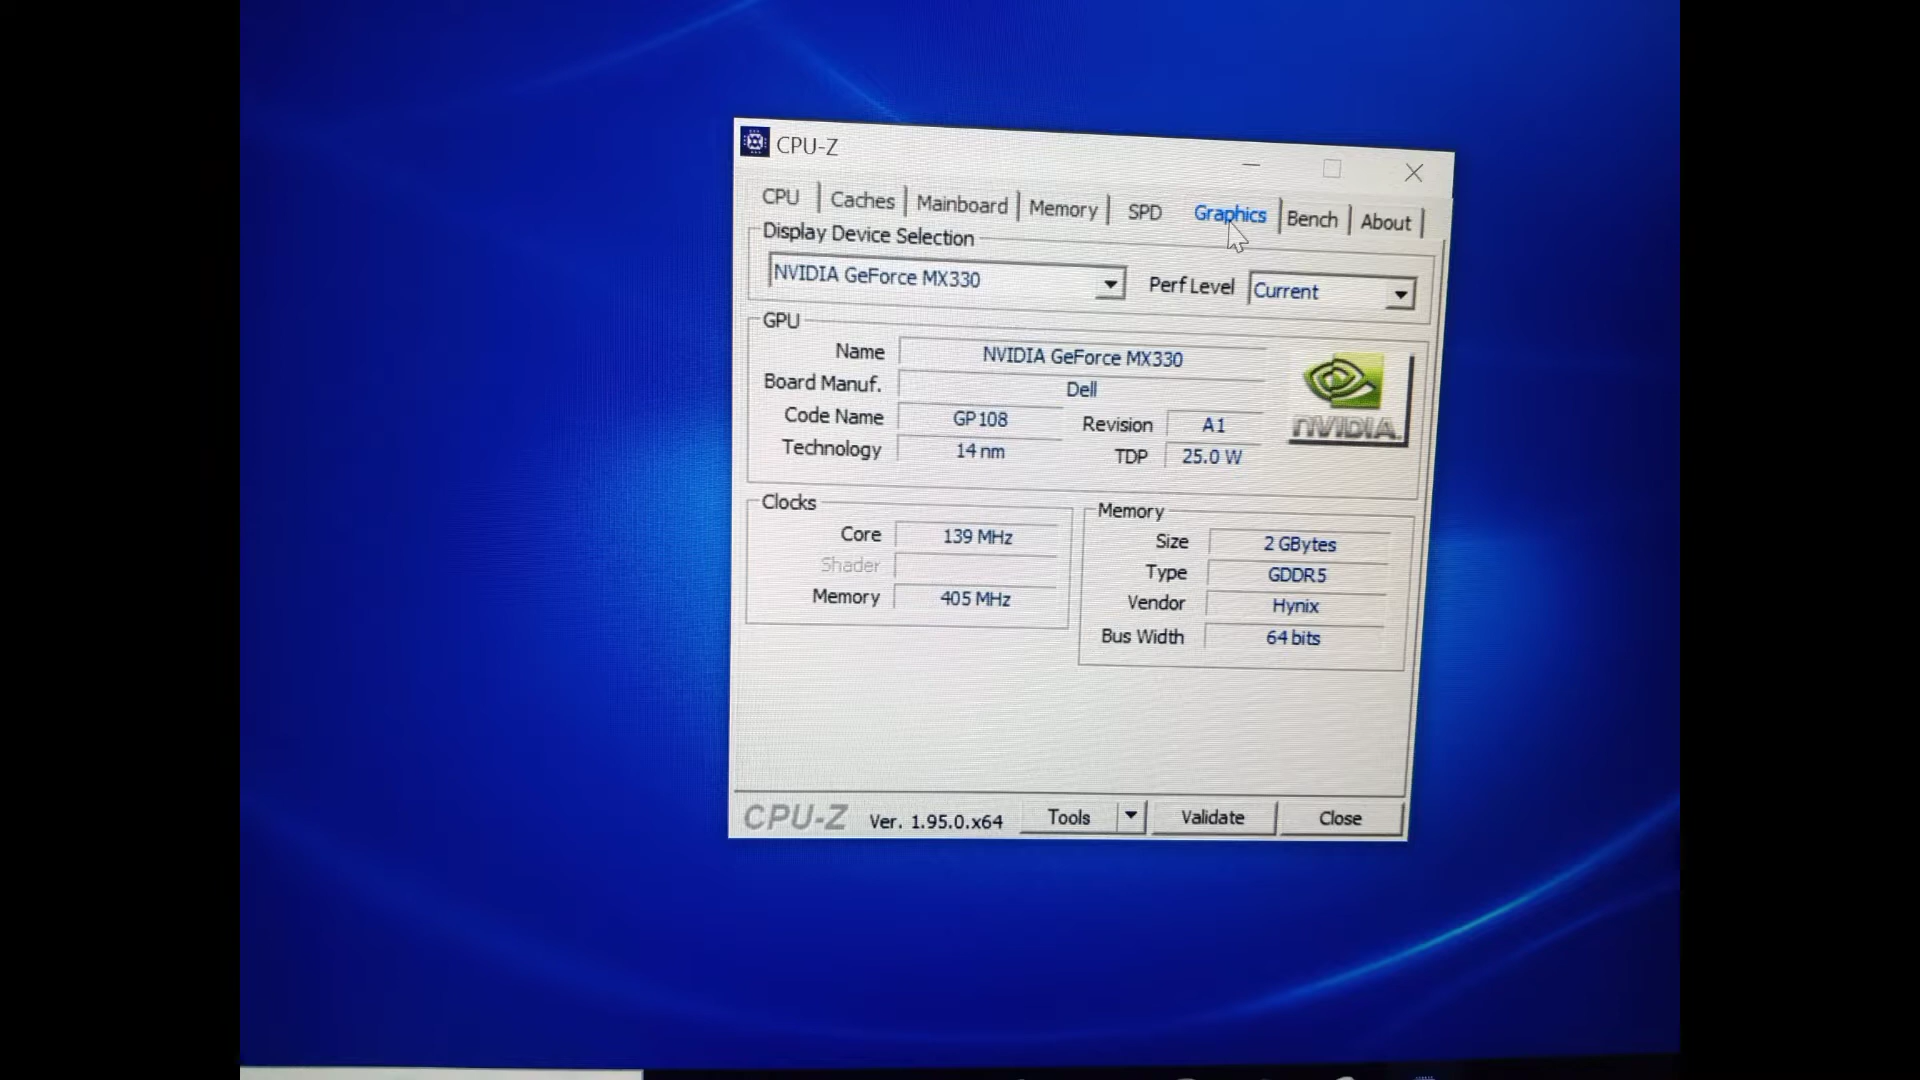 CPU-Z
CPU Caches Mainboard Memory SPD Graphics Bench About
Display Device Selection
NVIDIA GeForce MX330 Perf Level Current
GPU
Name NVIDIA GeForce MX330
Board Manuf. Dell
Code Name GP108 Revision A1
Technology 14 nm TDP 25.0 W
NVIDIA.
Clocks
Core 139 MHz
Shader
Memory 405 MHz
Memory
Size 2 GBytes
Type GDDR5
Vendor Hynix
Bus Width 64 bits
CPU-Z Ver. 1.95.0.x64 Tools Validate Close